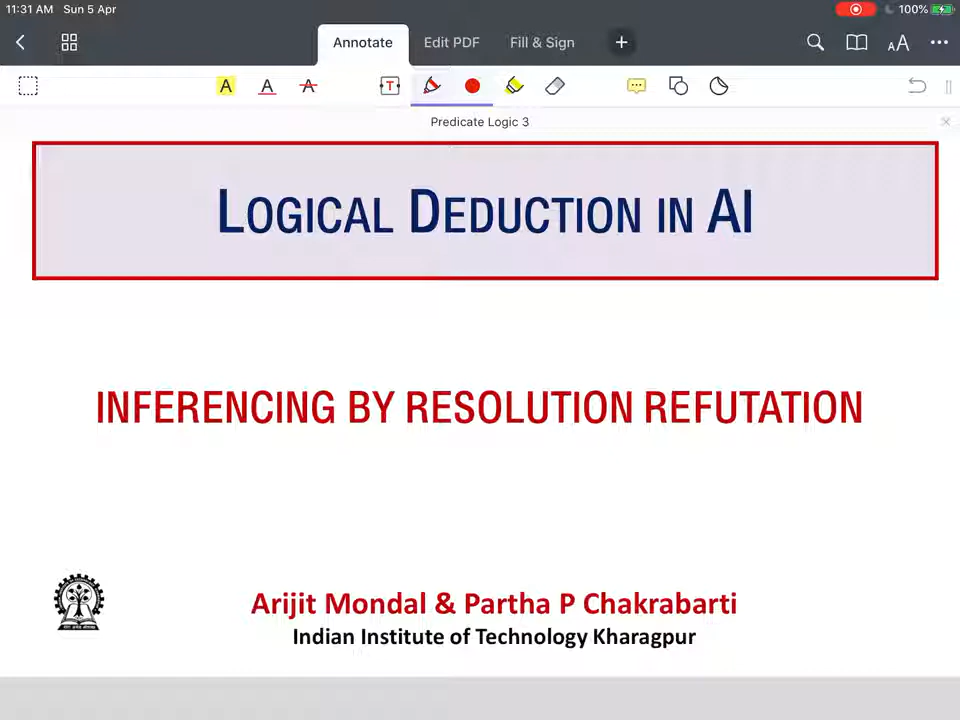 11:31 AM Sun 5 Apr
100%
Annotate
Edit PDF
Fill & Sign
Predicate Logic 3
LOGICAL DEDUCTION IN AI
INFERENCING BY RESOLUTION REFUTATION
Arijit Mondal & Partha P Chakrabarti
Indian Institute of Technology Kharagpur